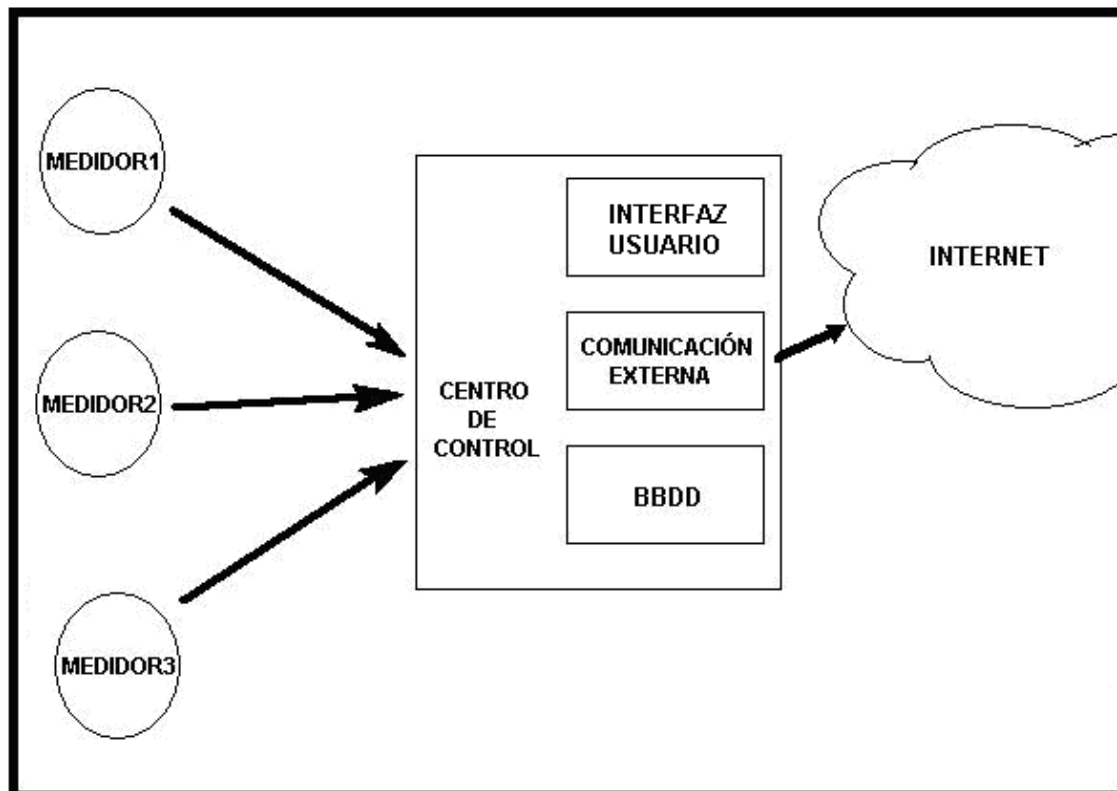 MEDIDOR1
MEDIDOR2
MEDIDOR3
CENTRO
DE
CONTROL
INTERFAZ
USUARIO
COMUNICACIÓN
EXTERNA
BBDD
INTERNET